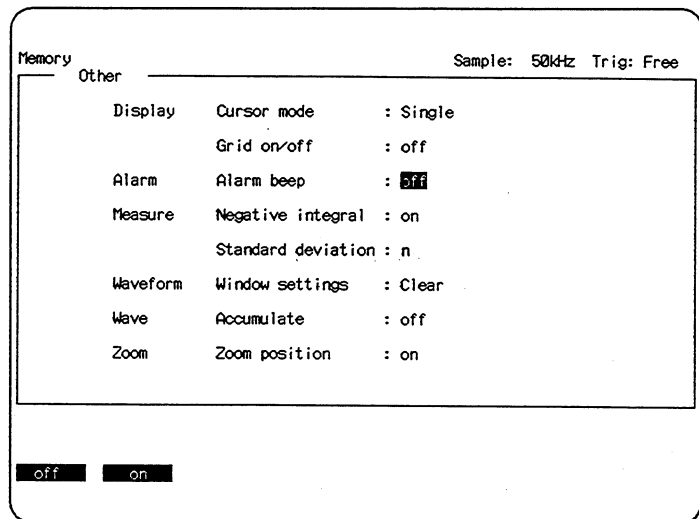 Memory Sample: 50kHz Trig: Free
Other
Display Cursor mode : Single
Grid on/off : off
Alarm Alarm beep : off
Measure Negative integral : on
Standard deviation : n
Waveform Window settings : Clear
Wave Accumulate : off
Zoom Zoom position : on
off on